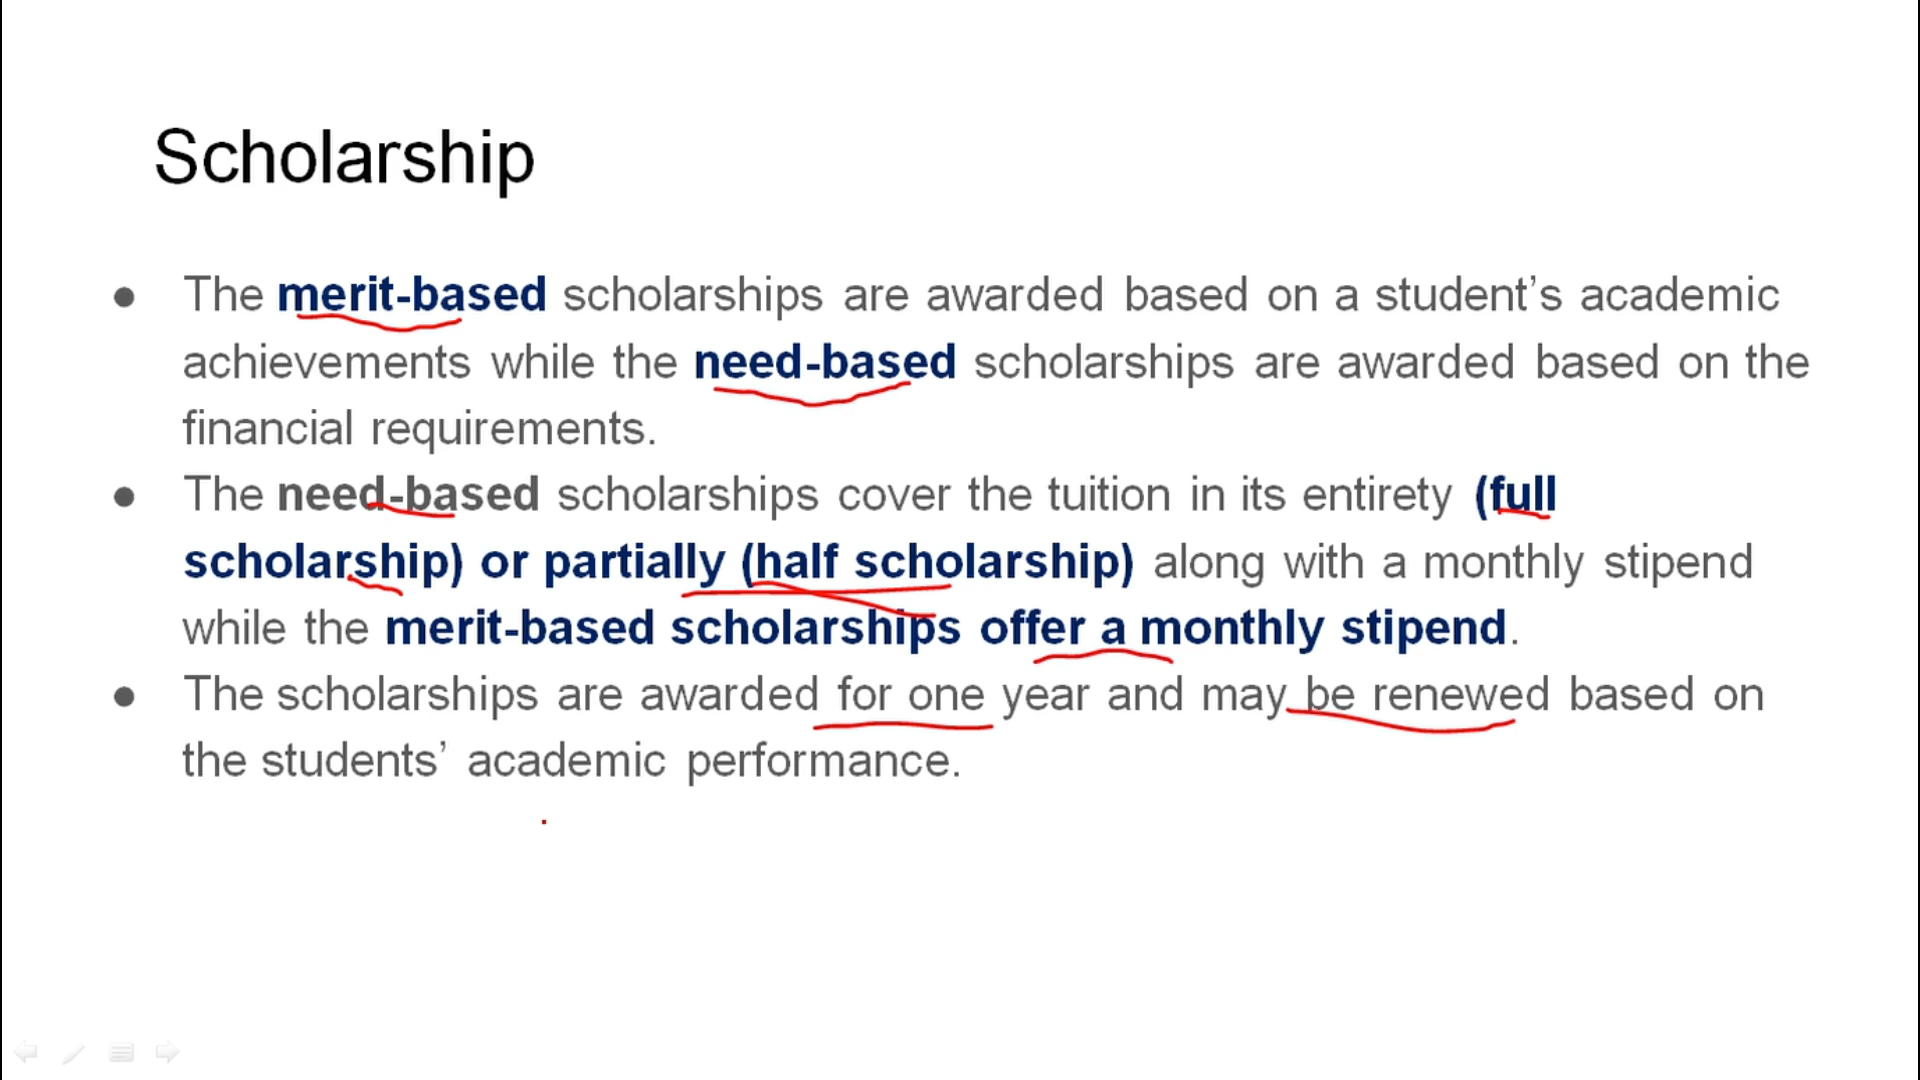 Scholarship
● The merit-based scholarships are awarded based on a student’s academic
achievements while the need-based scholarships are awarded based on the
financial requirements.
● The need-based scholarships cover the tuition in its entirety (full
scholarship) or partially (half scholarship) along with a monthly stipend
while the merit-based scholarships offer a monthly stipend.
● The scholarships are awarded for one year and may be renewed based on
the students’ academic performance.